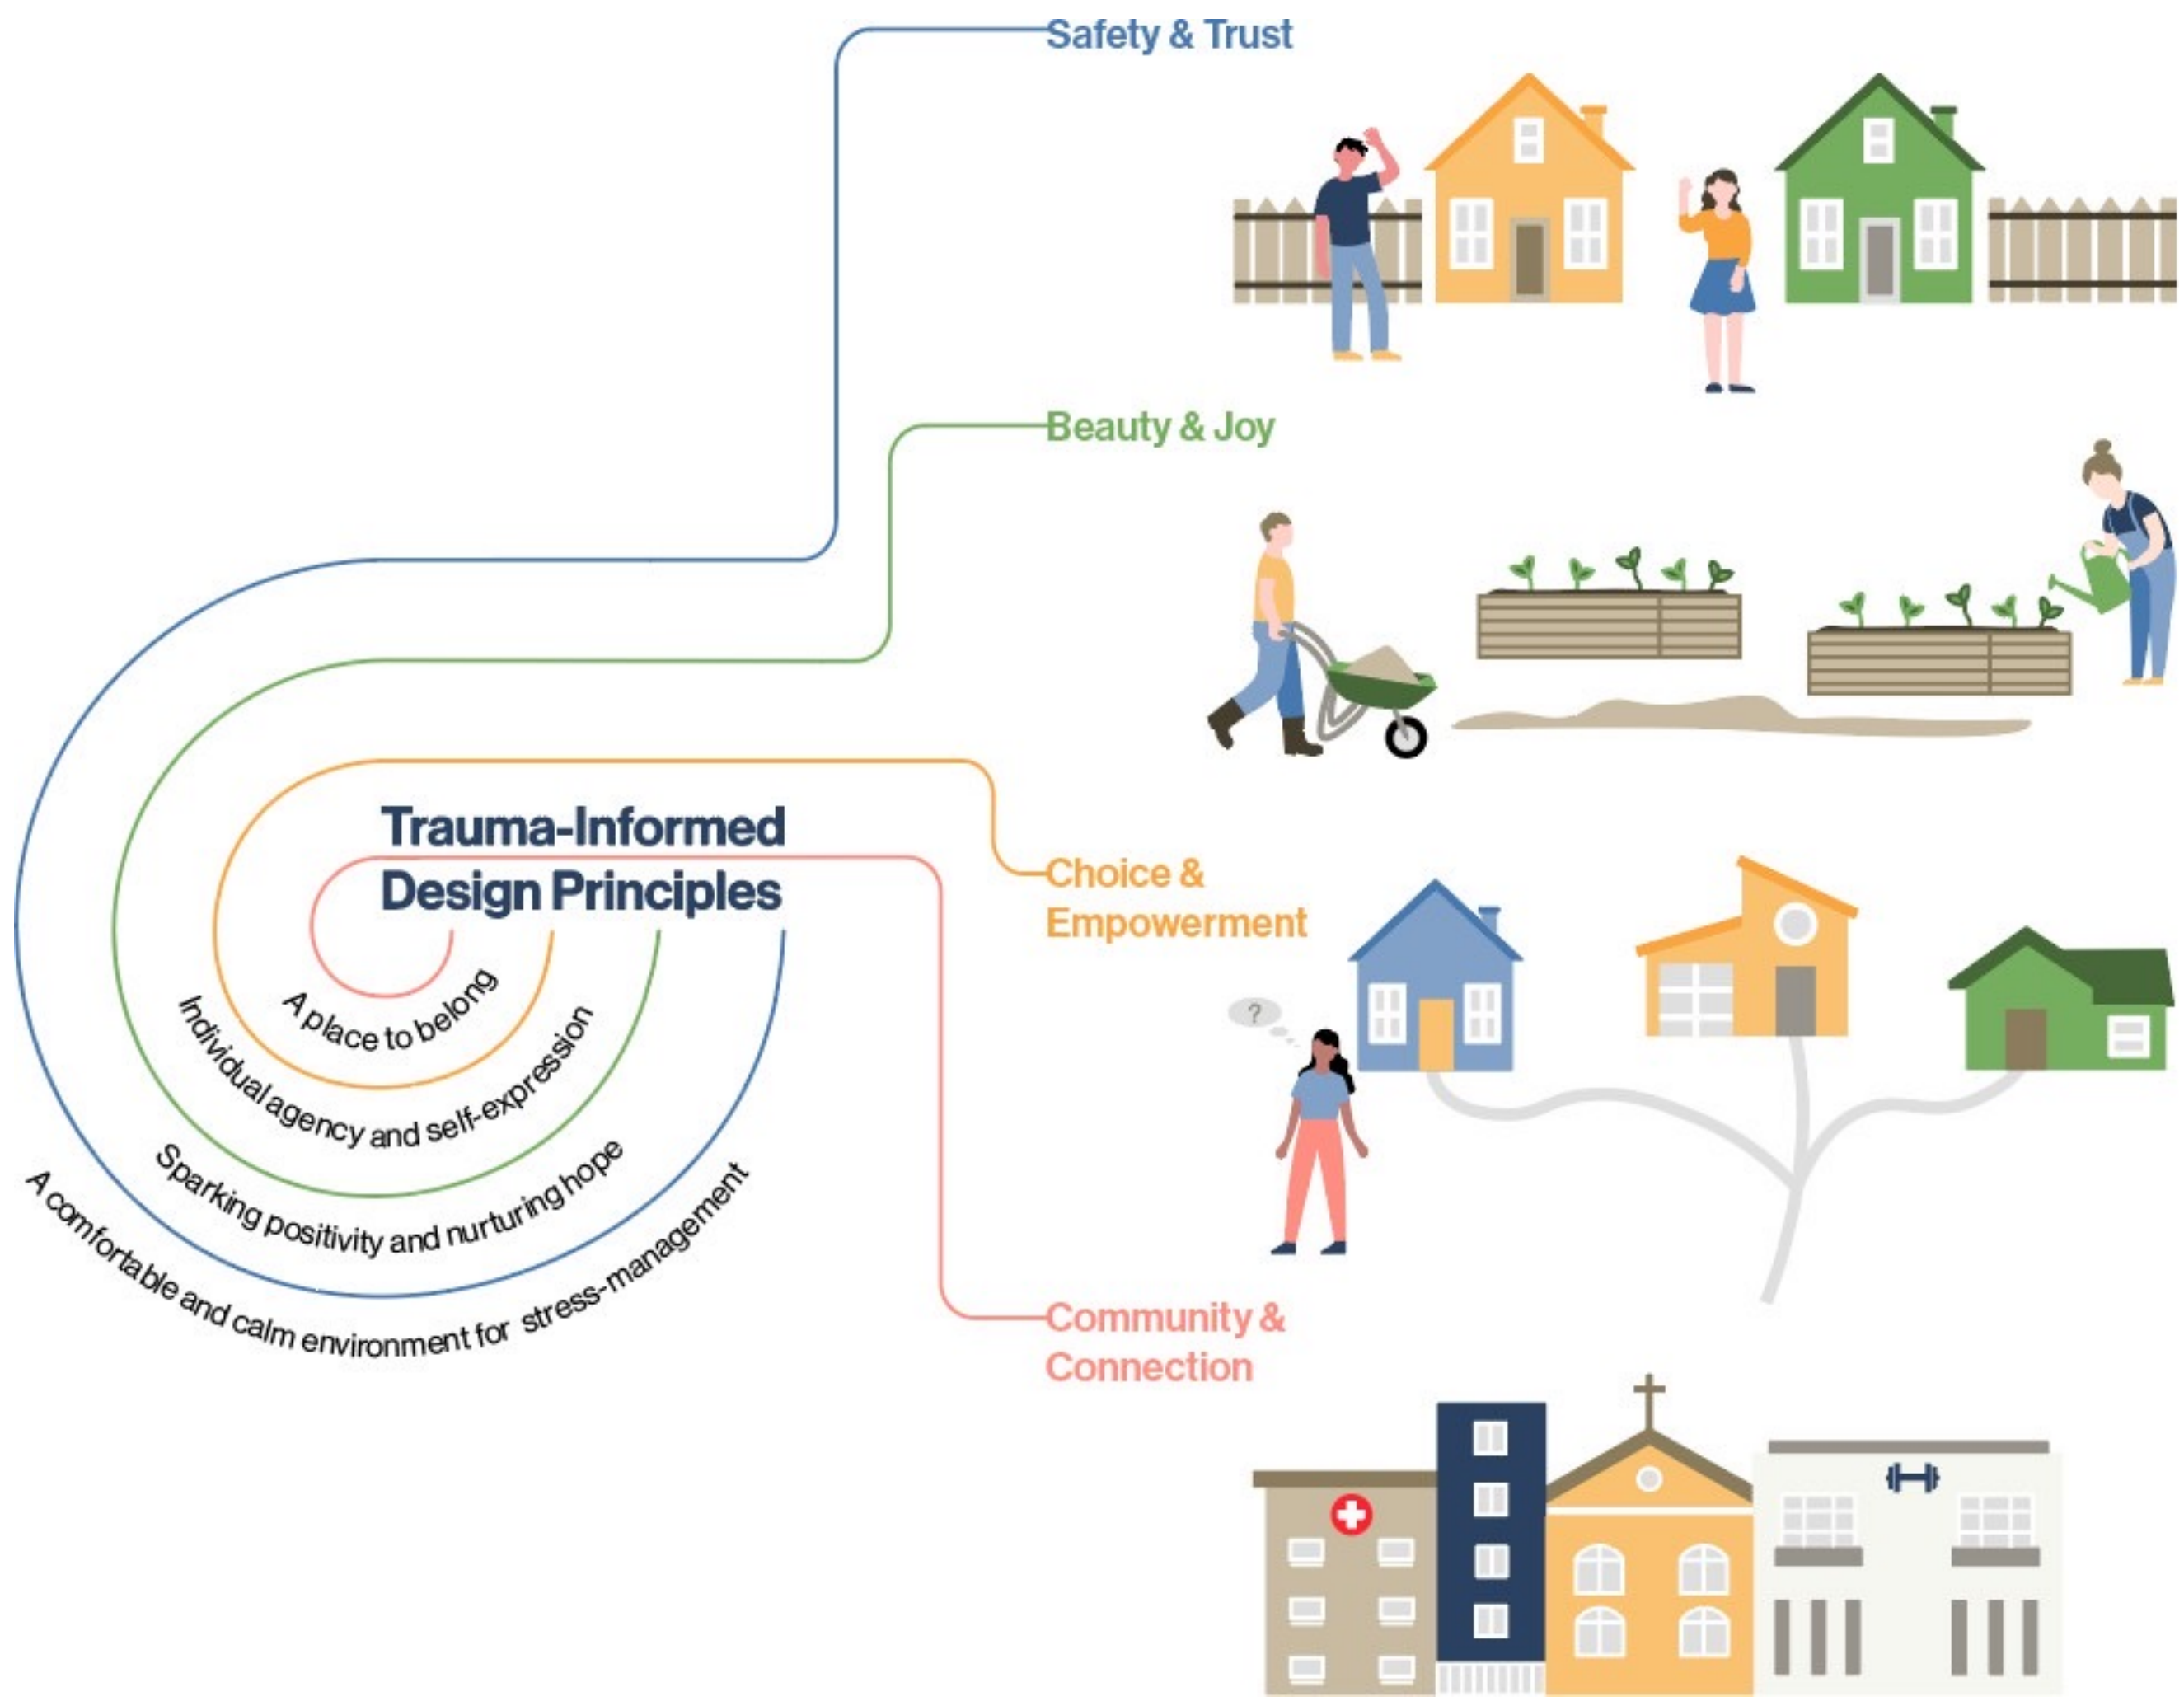 Safety & Trust
Beauty & Joy
Trauma-Informed
Design Principles
Choice &
Empowerment
?
A place to belong
Individual agency and self-expression
Sparking positivity and nurturing hope
A comfortable and calm environment for stress-management
Community &
Connection